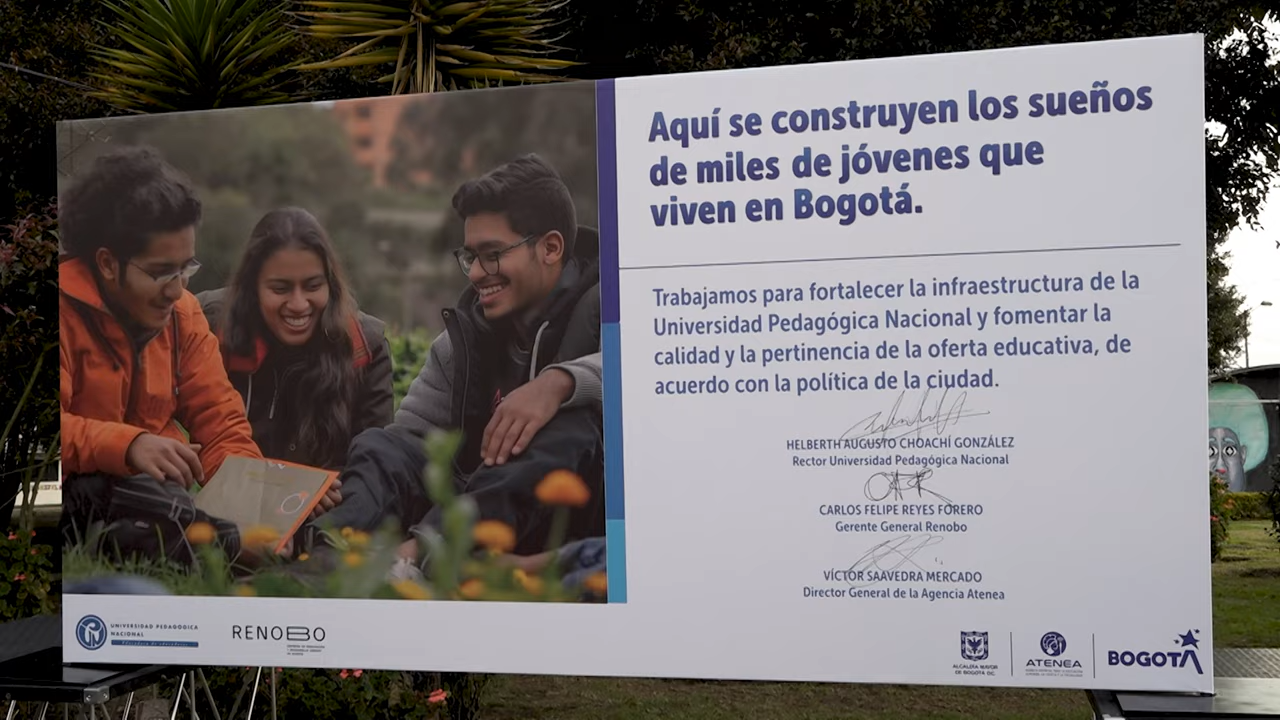 Aquí se construyen los sueños
de miles de jóvenes que
viven en Bogotá.
Trabajamos para fortalecer la infraestructura de la
Universidad Pedagógica Nacional y fomentar la
calidad y la pertinencia de la oferta educativa, de
acuerdo con la política de la ciudad.
HELBERTH AUGUSTO CHOACHÍ GONZÁLEZ
Rector Universidad Pedagógica Nacional
CARLOS FELIPE REYES FORERO
Gerente General Renobo
VÍCTOR SAAVEDRA MERCADO
Director General de la Agencia Atenea
UNIVERSIDAD PEDAGÓGICA
NACIONAL
RENOBO
ALCALDÍA MAYOR
DE BOGOTÁ D.C.
ATENEA
BOGOTÁ